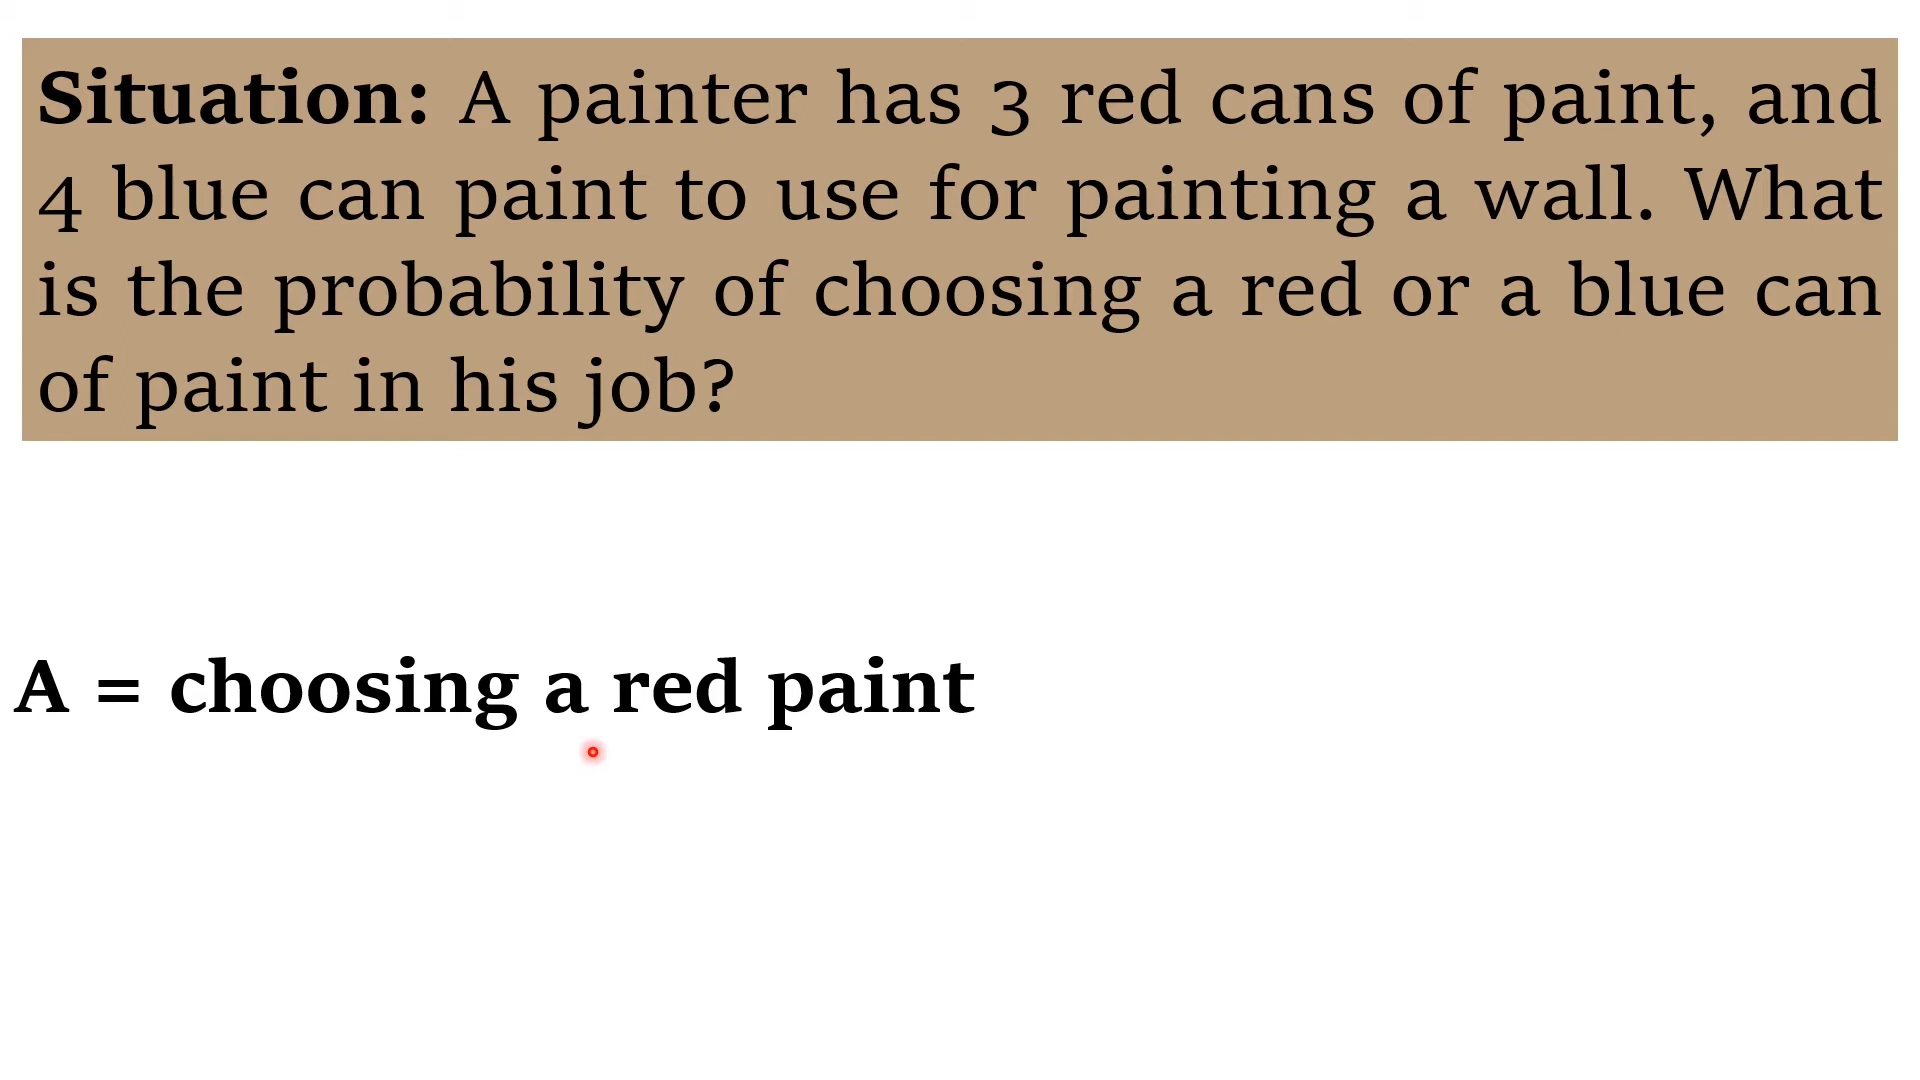 Situation: A painter has 3 red cans of paint, and
4 blue can paint to use for painting a wall. What
is the probability of choosing a red or a blue can
of paint in his job?
A = choosing a red paint